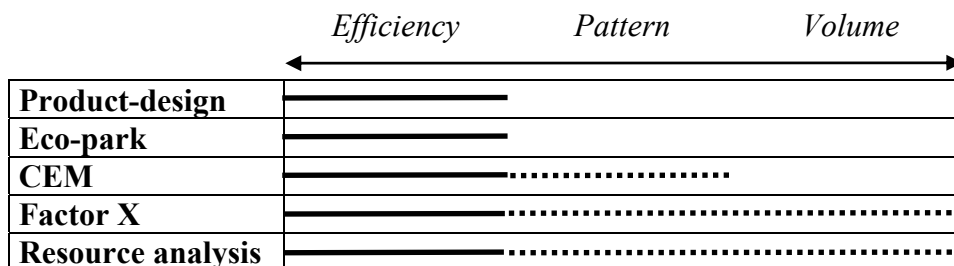 Efficiency Pattern Volume
Product-design
Eco-park
CEM
Factor X
Resource analysis